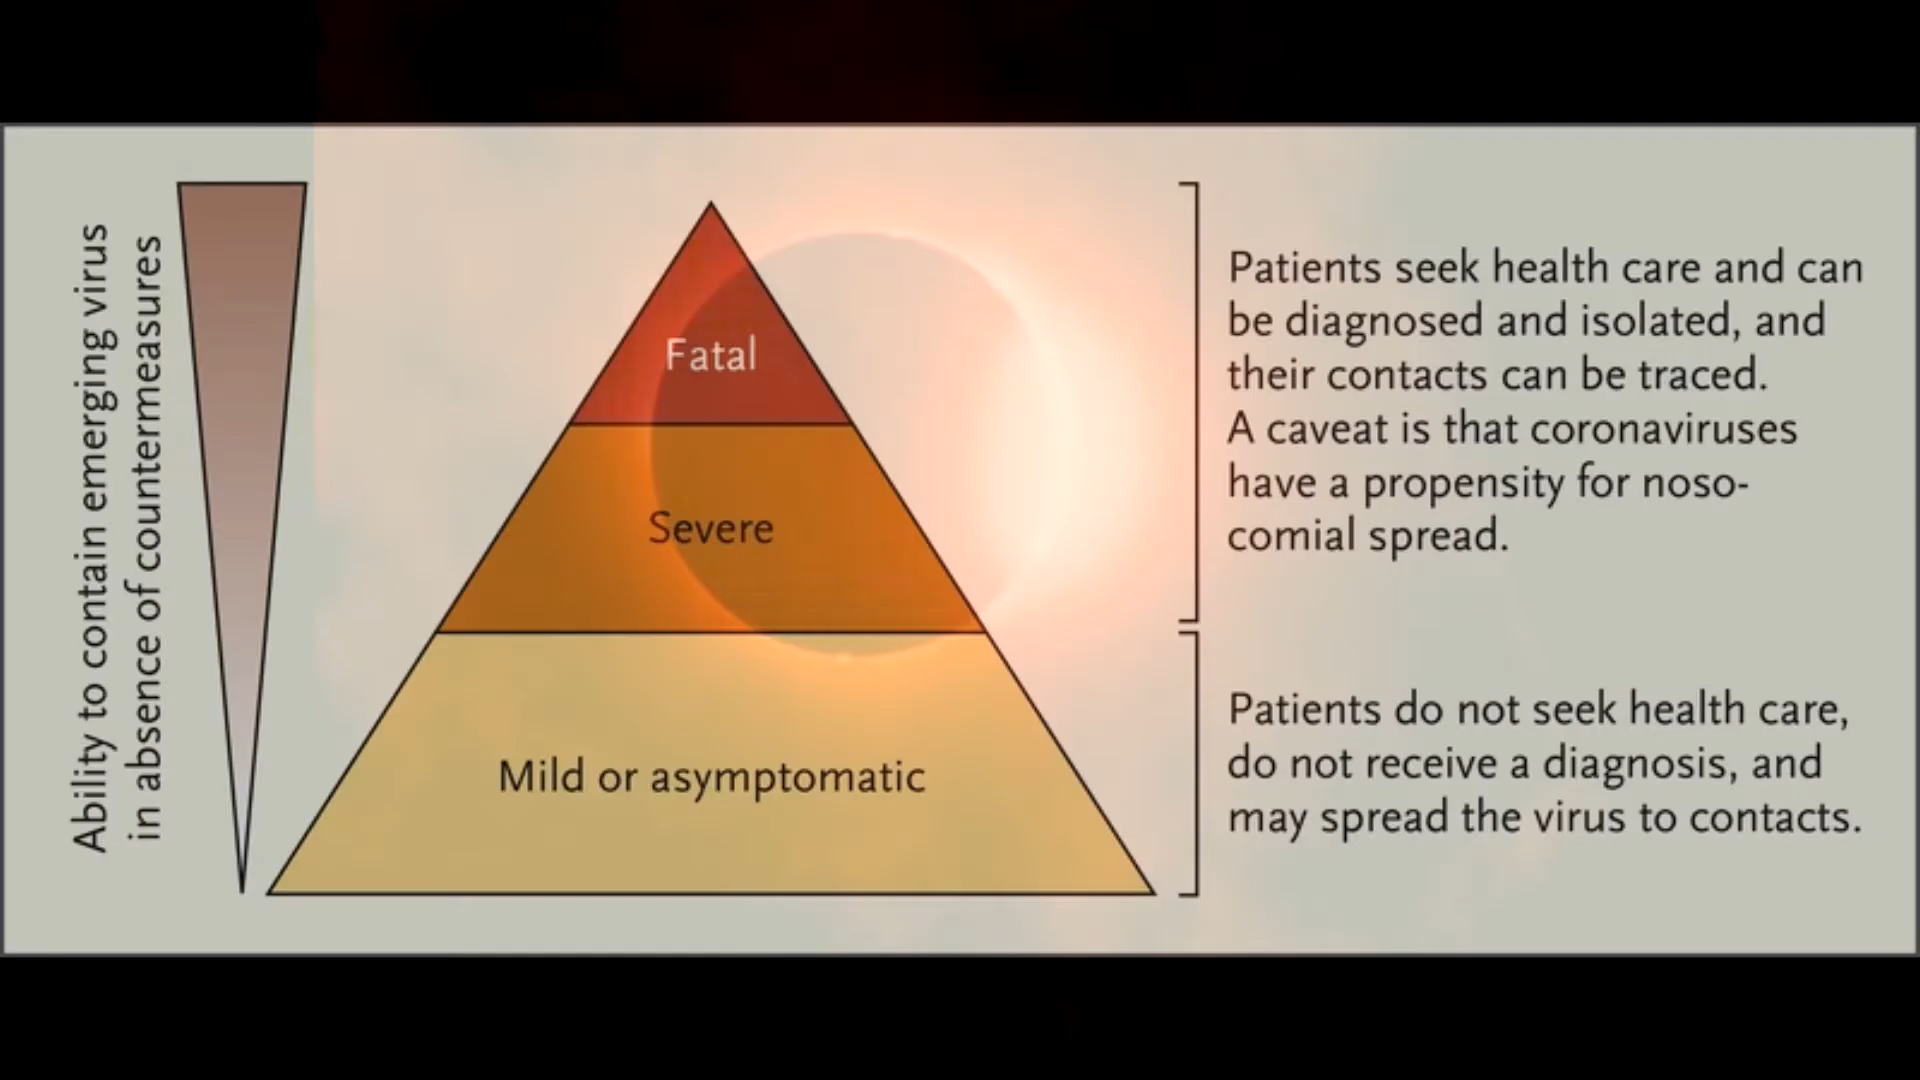 Ability to contain emerging virus
in absence of countermeasures
Fatal
Severe
Mild or asymptomatic
Patients seek health care and can
be diagnosed and isolated, and
their contacts can be traced.
A caveat is that coronaviruses
have a propensity for noso-
comial spread.
Patients do not seek health care,
do not receive a diagnosis, and
may spread the virus to contacts.